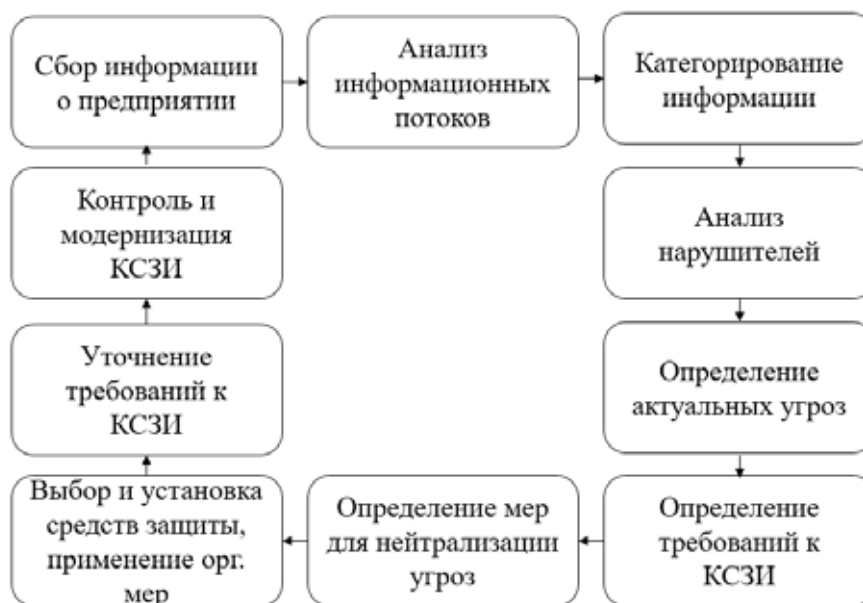 Сбор информации
о предприятии
Анализ
информационных
потоков
Категорирование
информации
Анализ
нарушителей
Определение
актуальных угроз
Определение
требований к
КСЗИ
Определение мер
для нейтрализации
угроз
Выбор и установка
средств защиты,
применение орг.
мер
Уточнение
требований к
КСЗИ
Контроль и
модернизация
КСЗИ